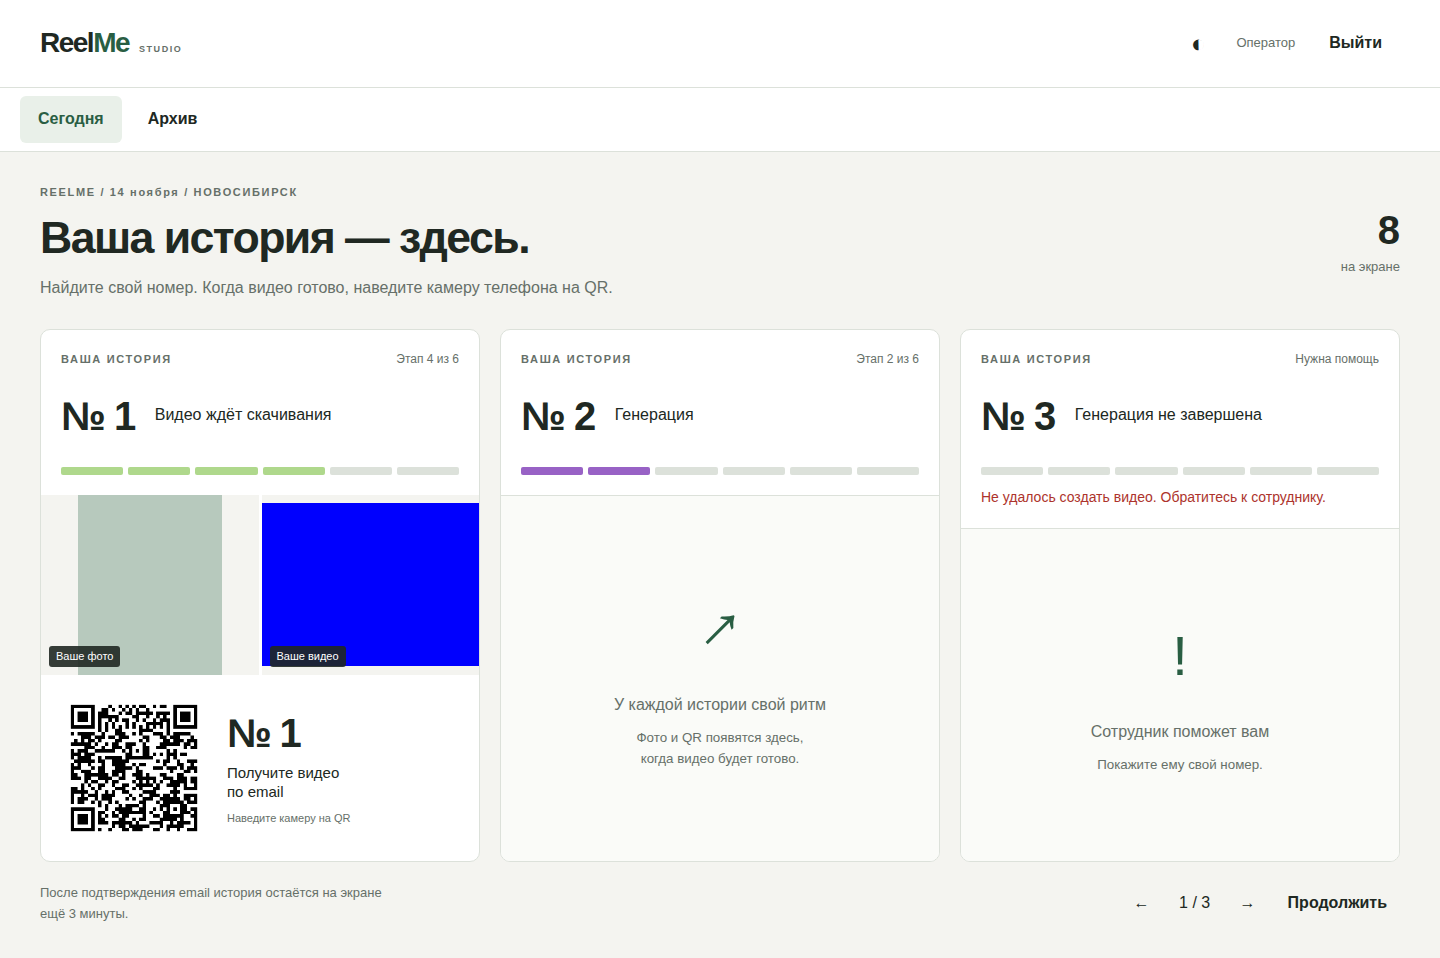 ReelMe STUDIO
Оператор
Выйти
Сегодня
Архив
REELME / 14 ноября / НОВОСИБИРСК
Ваша история — здесь.
Найдите свой номер. Когда видео готово, наведите камеру телефона на QR.
8
на экране
ВАША ИСТОРИЯ
Этап 4 из 6
№ 1
Видео ждёт скачивания
Ваше фото
Ваше видео
№ 1
Получите видео
по email
Наведите камеру на QR
ВАША ИСТОРИЯ
Этап 2 из 6
№ 2
Генерация
↗
У каждой истории свой ритм
Фото и QR появятся здесь,
когда видео будет готово.
ВАША ИСТОРИЯ
Нужна помощь
№ 3
Генерация не завершена
Не удалось создать видео. Обратитесь к сотруднику.
!
Сотрудник поможет вам
Покажите ему свой номер.
После подтверждения email история остаётся на экране
ещё 3 минуты.
← 1 / 3 → Продолжить